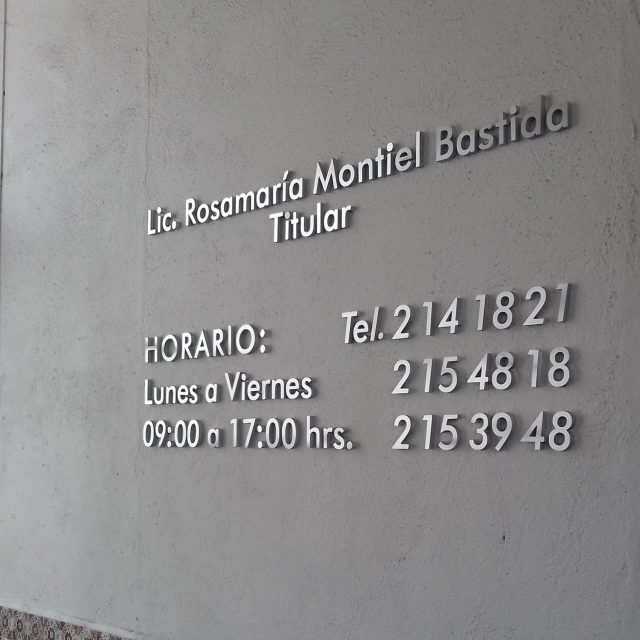 Lic. Rosamaría Montiel Bastida
Titular
HORARIO:
Lunes a Viernes
09:00 a 17:00 hrs.
Tel. 2 14 18 21
2 15 48 18
2 15 39 48